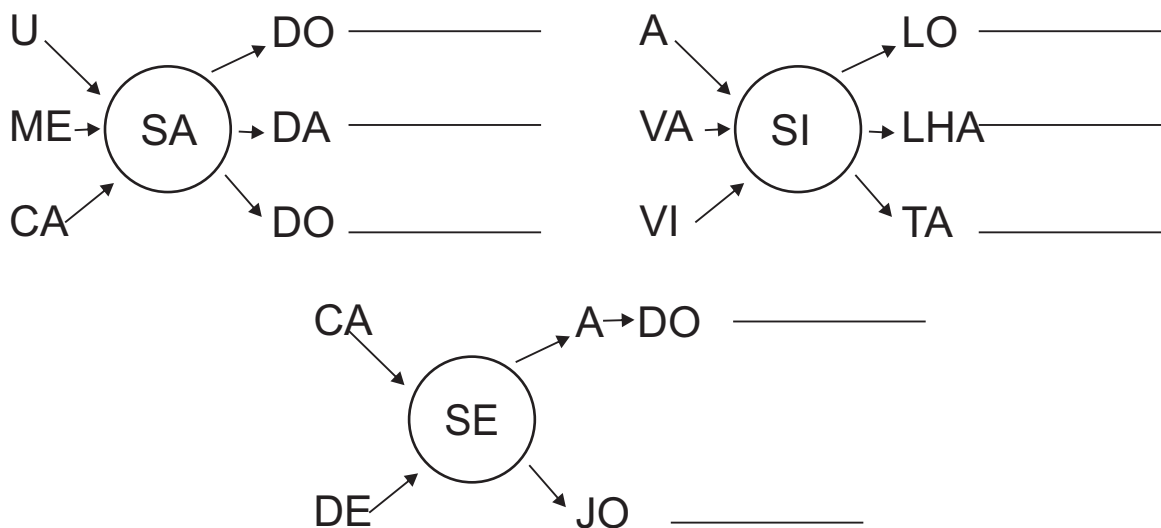 U DO A LO
ME SA DA VA SI LHA
CA DO VI TA
CA A DO
SE
DE JO